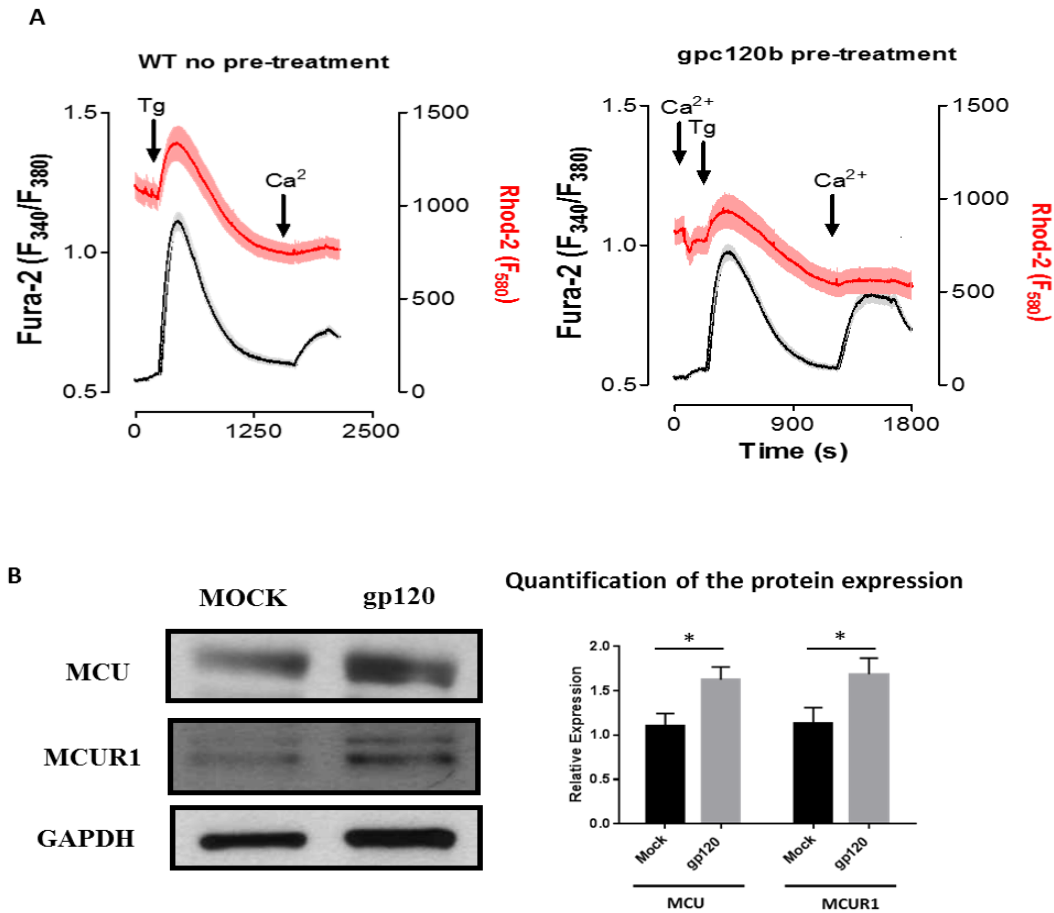 A
WT no pre-treatment
gpc120b pre-treatment
Tg
Ca2
Fura-2 (F340/F380)
1.5
1.0
0.5
1500
1000
500
0
Rhod-2 (F580)
0
1250
2500
Ca2+
Tg
Ca2+
Fura-2 (F340/F380)
1.5
1.0
0.5
1500
1000
500
0
Rhod-2 (F580)
0
900
1800
Time (s)
B
MOCK
gp120
MCU
MCUR1
GAPDH
Quantification of the protein expression
Relative Expression
2.0
1.5
1.0
0.5
0.0
*
*
Mock
gp120
Mock
gp120
MCU
MCUR1